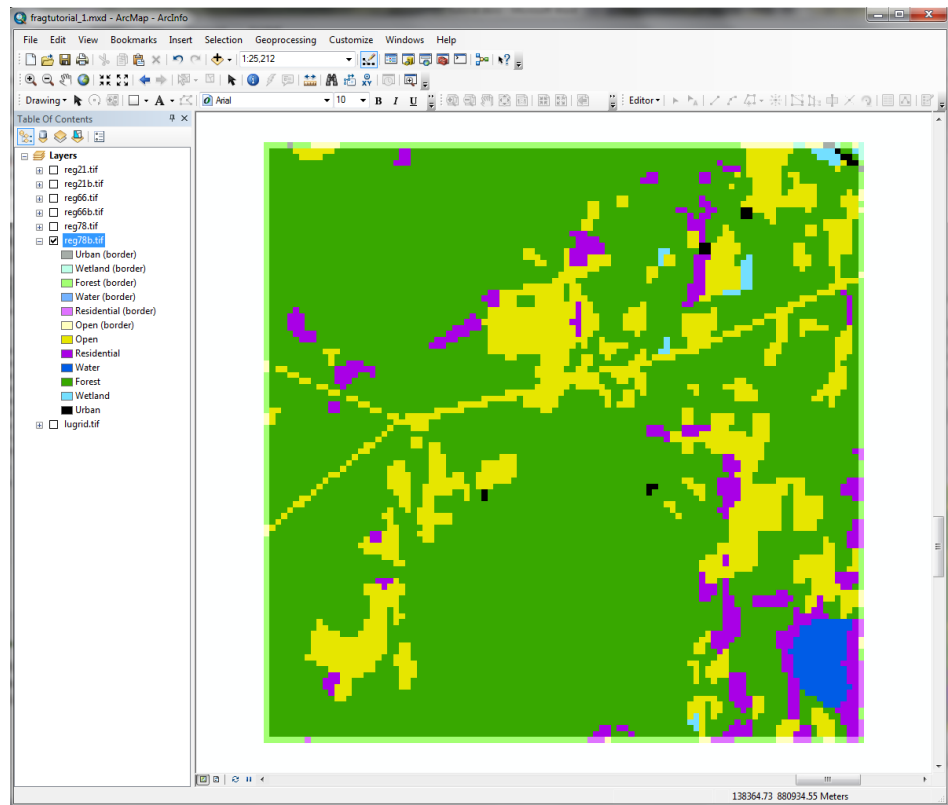 fragtutorial_1.mxd - ArcMap - ArcInfo
File Edit View Bookmarks Insert Selection Geoprocessing Customize Windows Help
1:25,212
Drawing A Arial 10 B I U A Editor
Table Of Contents
Layers
reg21.tif
reg21b.tif
reg66.tif
reg66b.tif
reg78.tif
reg78b.tif
Urban (border)
Wetland (border)
Forest (border)
Water (border)
Residential (border)
Open (border)
Open
Residential
Water
Forest
Wetland
Urban
lugrid.tif
138364.73 880934.55 Meters